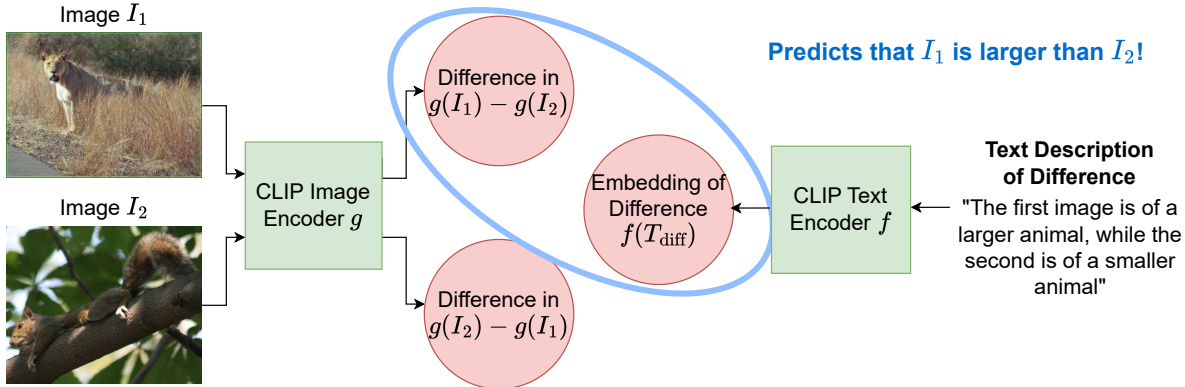 Image I₁
Predicts that I₁ is larger than I₂!
Difference in
g(I₁) − g(I₂)
CLIP Image
Encoder g
Image I₂
Embedding of
Difference
f(T_diff)
CLIP Text
Encoder f
Text Description
of Difference
"The first image is of a
larger animal, while the
second is of a smaller
animal"
Difference in
g(I₂) − g(I₁)